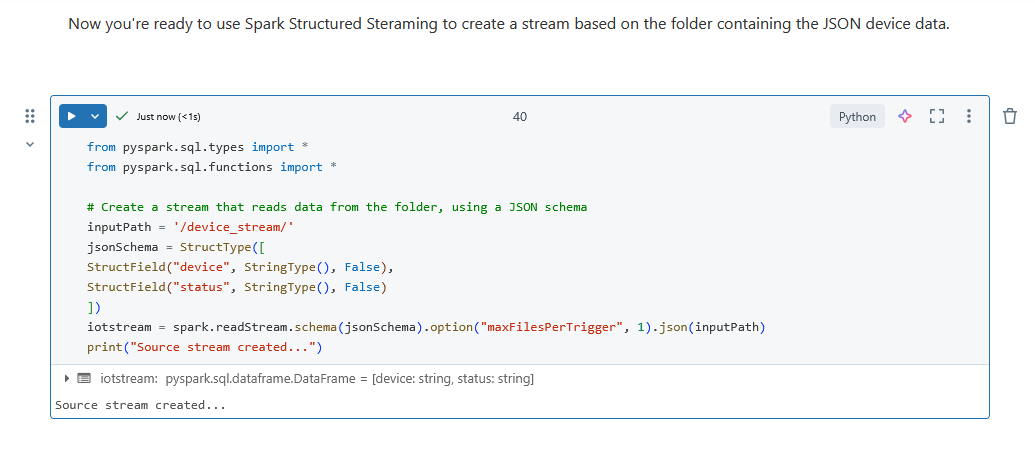 Now you're ready to use Spark Structured Steraming to create a stream based on the folder containing the JSON device data.
Just now (<1s)
40
Python
from pyspark.sql.types import *
from pyspark.sql.functions import *
# Create a stream that reads data from the folder, using a JSON schema
inputPath = '/device_stream/'
jsonSchema = StructType([
StructField("device", StringType(), False),
StructField("status", StringType(), False)
])
iotstream = spark.readStream.schema(jsonSchema).option("maxFilesPerTrigger", 1).json(inputPath)
print("Source stream created...")
iotstream: pyspark.sql.dataframe.DataFrame = [device: string, status: string]
Source stream created...